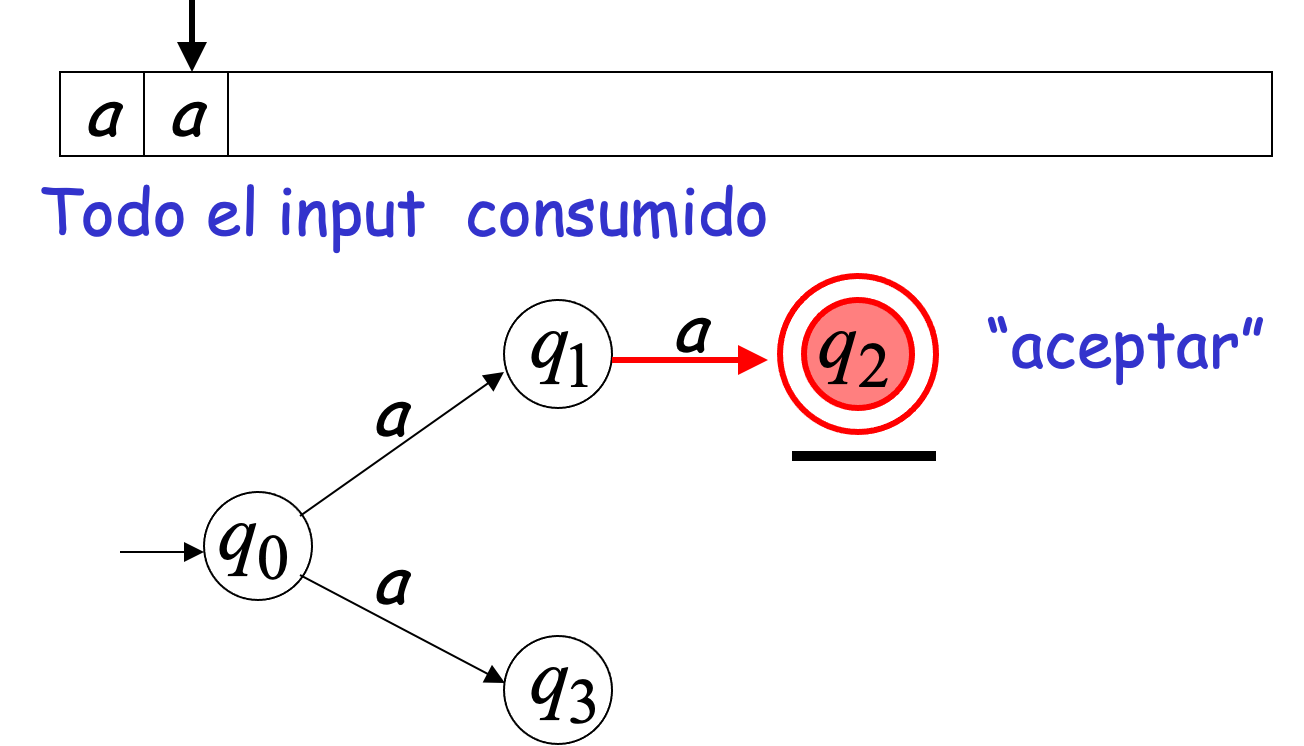 a a
Todo el input consumido
a
q1
q2
“aceptar”
a
q0
a
q3